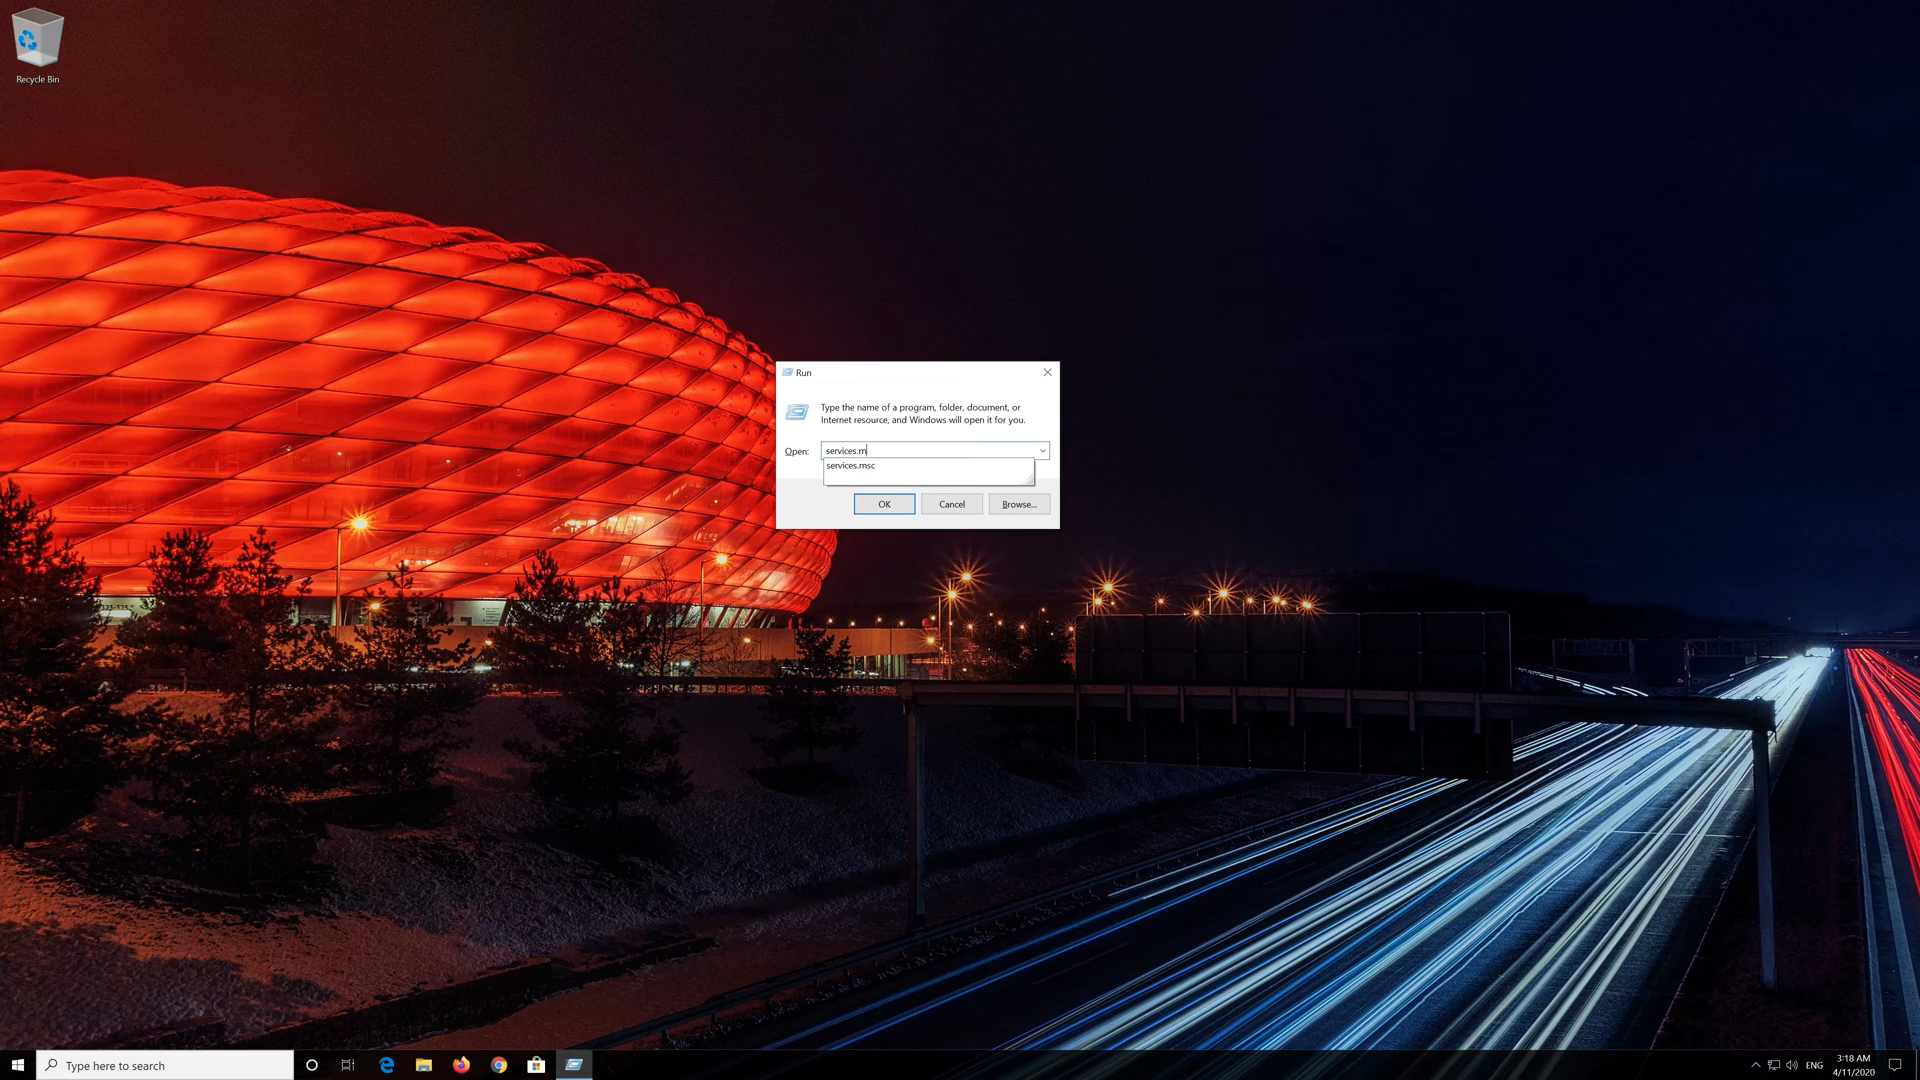 Recycle Bin
Run
Type the name of a program, folder, document, or
Internet resource, and Windows will open it for you.
Open: services.m
services.msc
OK Cancel Browse...
Type here to search
ENG
3:18 AM
4/11/2020